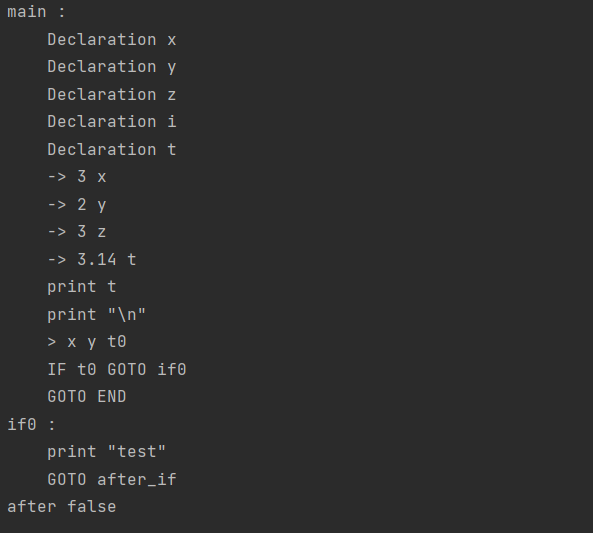 main :
    Declaration x
    Declaration y
    Declaration z
    Declaration i
    Declaration t
    -> 3 x
    -> 2 y
    -> 3 z
    -> 3.14 t
    print t
    print "\n"
    > x y t0
    IF t0 GOTO if0
    GOTO END
if0 :
    print "test"
    GOTO after_if
after false